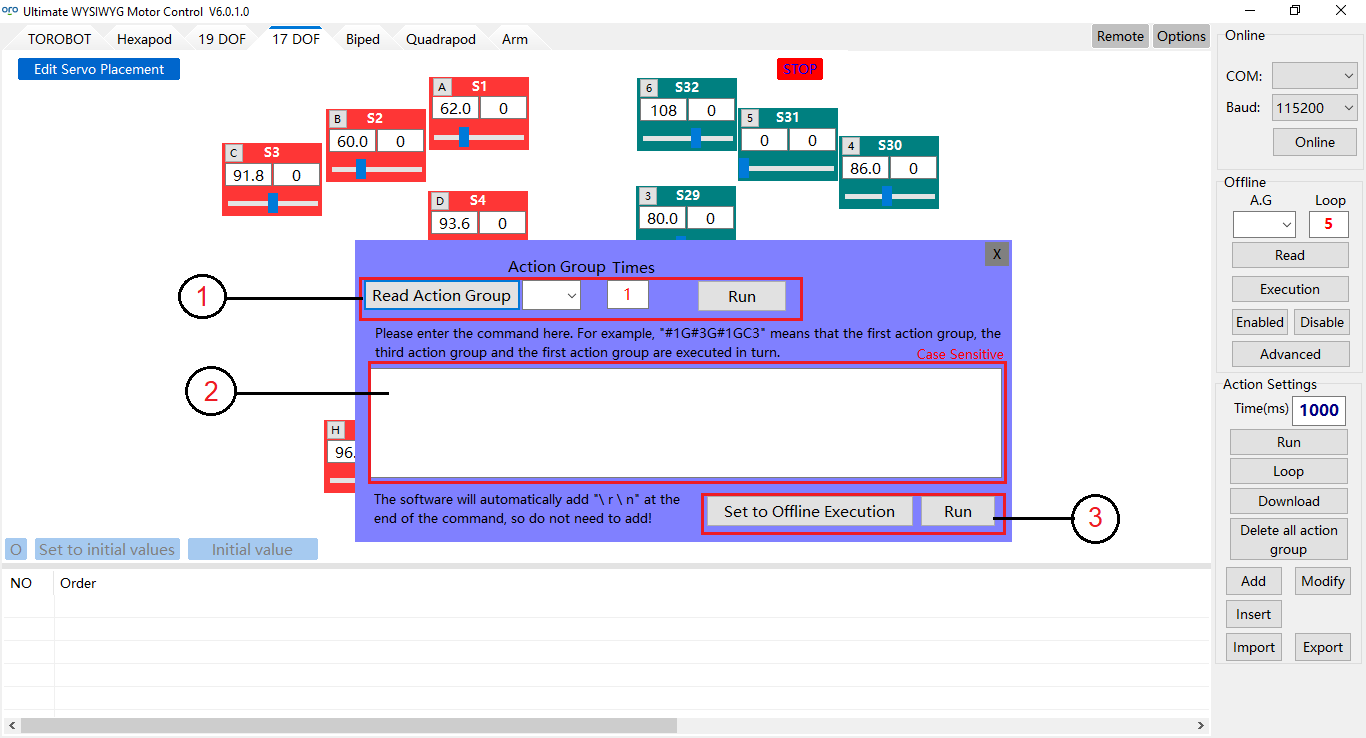 oro Ultimate WYSIWYG Motor Control V6.0.1.0
TOROBOT Hexapod 19 DOF 17 DOF Biped Quadrapod Arm Remote Options
Edit Servo Placement
STOP
A S1
62.0 0
B S2
60.0 0
C S3
91.8 0
D S4
93.6 0
6 S32
108 0
5 S31
0 0
4 S30
86.0 0
3 S29
80.0 0
H
96.
X
Action Group Times
Read Action Group 1 Run
Please enter the command here. For example, "#1G#3G#1GC3" means that the first action group, the
third action group and the first action group are executed in turn.
Case Sensitive
The software will automatically add "\ r \ n" at the
end of the command, so do not need to add!
Set to Offline Execution Run
1
2
3
O Set to initial values Initial value
NO Order
Online
COM:
Baud: 115200
Online
Offline
A.G Loop
5
Read
Execution
Enabled Disable
Advanced
Action Settings
Time(ms) 1000
Run
Loop
Download
Delete all action
group
Add Modify
Insert
Import Export